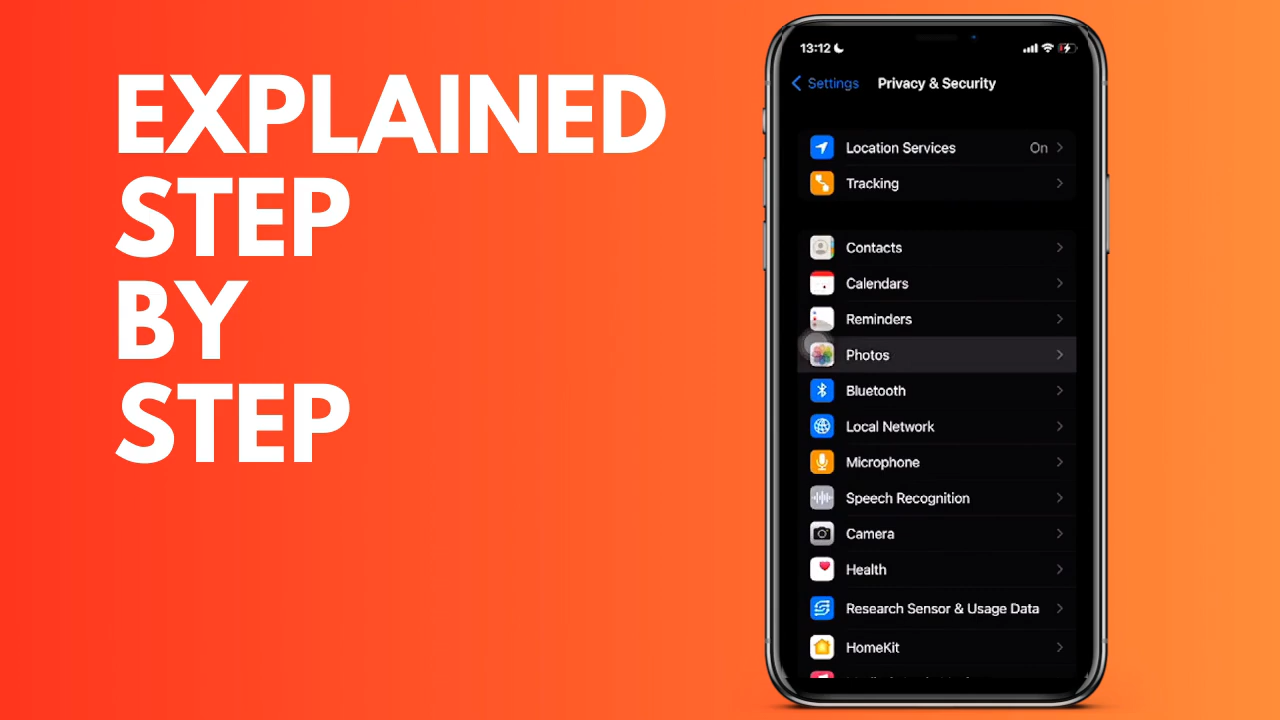 EXPLAINED
STEP
BY
STEP
13:12
Settings Privacy & Security
Location Services On
Tracking
Contacts
Calendars
Reminders
Photos
Bluetooth
Local Network
Microphone
Speech Recognition
Camera
Health
Research Sensor & Usage Data
HomeKit